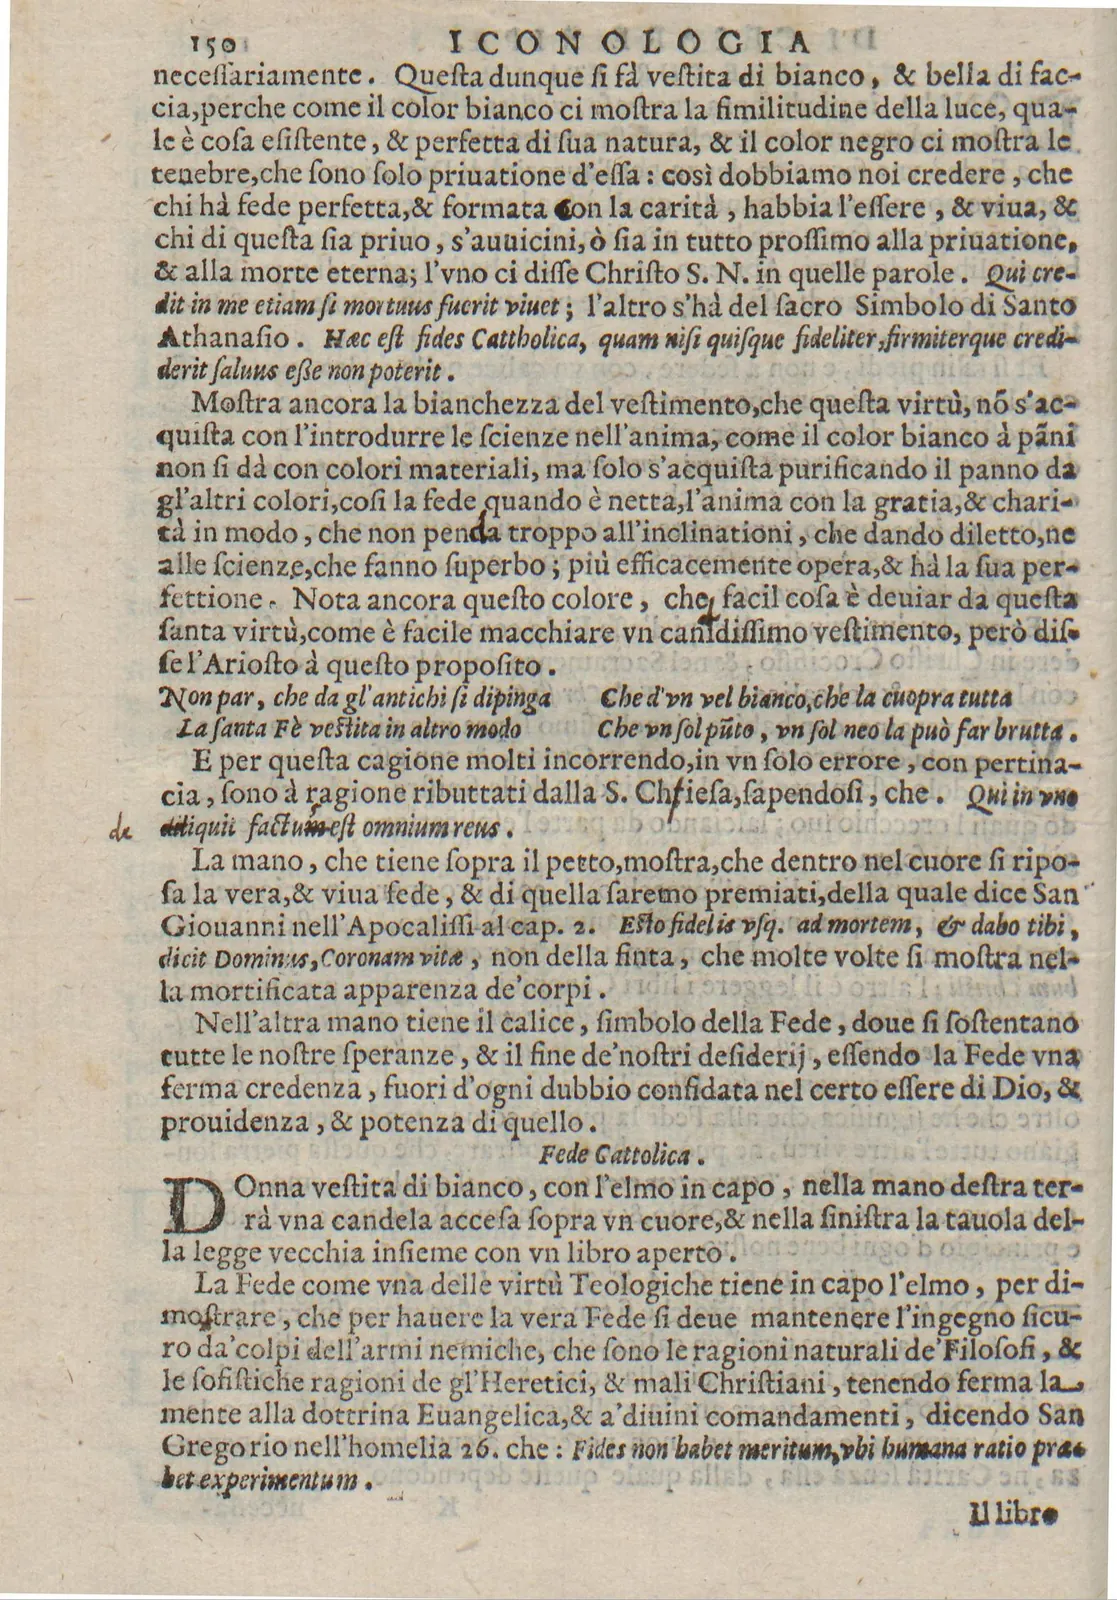 150 ICONOLOGIA
neceſſariamente. Queſta dunque ſi fà veſtita di bianco, & bella di fac-
cia,perche come il color bianco ci moſtra la ſimilitudine della luce, qua-
le è coſa eſiſtente, & perfetta di ſua natura, & il color negro ci moſtra le
tenebre,che ſono ſolo priuatione d'eſſa: così dobbiamo noi credere, che
chi hà fede perfetta,& formata con la carità, habbia l'eſſere, & viua, &
chi di queſta ſia priuo, s'auuicini, ò ſia in tutto proſſimo alla priuatione,
& alla morte eterna; l'vno ci diſſe Chriſto S. N. in quelle parole. Qui cre-
dit in me etiam ſi mortuus fuerit viuet; l'altro s'hà del ſacro Simbolo di Santo
Athanaſio. Hæc eſt fides Cattholica, quam niſi quiſque fideliter,firmiterque credi-
derit ſaluus eſſe non poterit.
Moſtra ancora la bianchezza del veſtimento,che queſta virtù, nõ s'ac-
quiſta con l'introdurre le ſcienze nell'anima, come il color bianco à pãni
non ſi dà con colori materiali, ma ſolo s'acquiſta purificando il panno da
gl'altri colori,coſi la fede quando è netta,l'anima con la gratia,& chari-
tà in modo, che non penda troppo all'inclinationi, che dando diletto,ne
alle ſcienze,che fanno ſuperbo; più efficacemente opera,& hà la ſua per-
fettione. Nota ancora queſto colore, che facil coſa è deuiar da queſta
ſanta virtù,come è facile macchiare vn candidiſſimo veſtimento, però diſ-
ſe l'Arioſto à queſto propoſito.
Non par, che da gl'antichi ſi dipinga Che d'vn vel bianco,che la cuopra tutta
La ſanta Fè veſtita in altro modo Che vn ſol pũto, vn ſol neo la può far brutta.
E per queſta cagione molti incorrendo,in vn ſolo errore, con pertina-
cia, ſono à ragione ributtati dalla S. Chieſa,ſapendoſi, che. Qui in vno
de deliquii factum eſt omnium reus.
La mano, che tiene ſopra il petto,moſtra,che dentro nel cuore ſi ripo-
ſa la vera,& viua fede, & di quella ſaremo premiati,della quale dice San
Giouanni nell'Apocaliſſi al cap. 2. Eſto fidelis vſq. ad mortem, & dabo tibi,
dicit Dominus,Coronam vitæ, non della finta, che molte volte ſi moſtra nel-
la mortificata apparenza de'corpi.
Nell'altra mano tiene il calice, ſimbolo della Fede, doue ſi ſoſtentano
tutte le noſtre ſperanze, & il fine de'noſtri deſiderij, eſſendo la Fede vna
ferma credenza, fuori d'ogni dubbio confidata nel certo eſſere di Dio, &
prouidenza, & potenza di quello.
Fede Cattolica.
DOnna veſtita di bianco, con l'elmo in capo, nella mano deſtra ter-
rà vna candela acceſa ſopra vn cuore,& nella ſiniſtra la tauola del-
la legge vecchia inſieme con vn libro aperto.
La Fede come vna delle virtù Teologiche tiene in capo l'elmo, per di-
moſtrare, che per hauere la vera Fede ſi deue mantenere l'ingegno ſicu-
ro da'colpi dell'armi nemiche, che ſono le ragioni naturali de'Filoſofi, &
le ſofiſtiche ragioni de gl'Heretici, & mali Chriſtiani, tenendo ferma la
mente alla dottrina Euangelica,& a'diuini comandamenti, dicendo San
Gregorio nell'homelia 26. che: Fides non habet meritum,vbi humana ratio præ-
bet experimentum.
Il libro